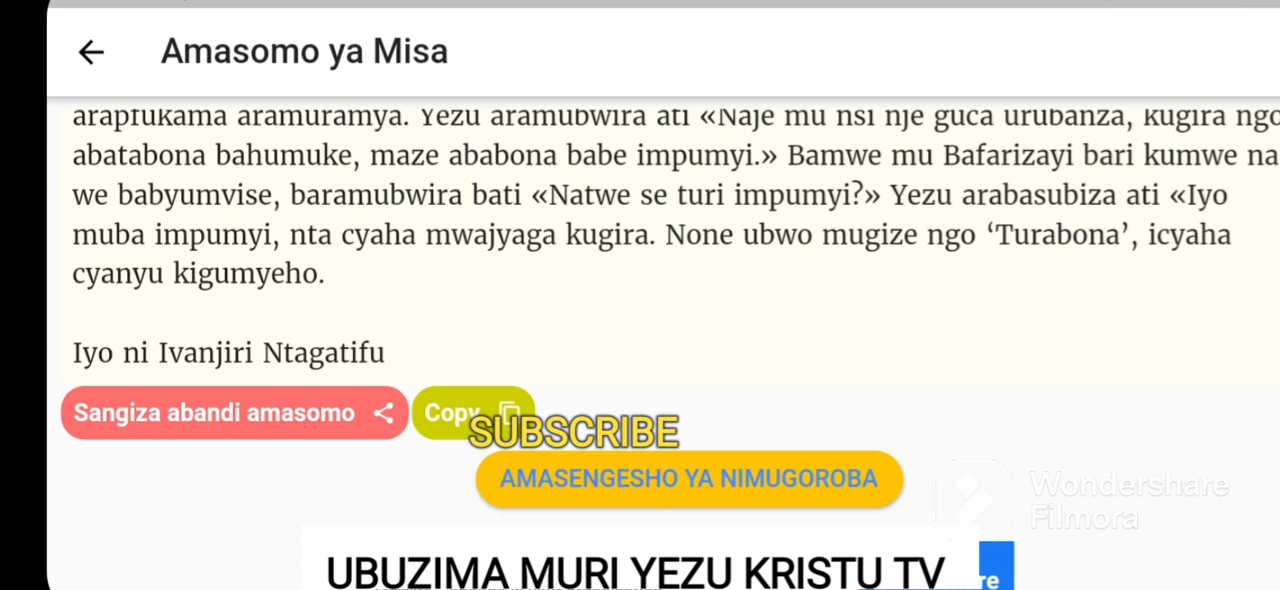 Amasomo ya Misa
arapfukama aramuramya. Yezu aramubwira ati «Naje mu nsi nje guca urubanza, kugira ngo
abatabona bahumuke, maze ababona babe impumyi.» Bamwe mu Bafarizayi bari kumwe na
we babyumvise, baramubwira bati «Natwe se turi impumyi?» Yezu arabasubiza ati «Iyo
muba impumyi, nta cyaha mwajyaga kugira. None ubwo mugize ngo ‘Turabona’, icyaha
cyanyu kigumyeho.
Iyo ni Ivanjiri Ntagatifu
Sangiza abandi amasomo Copy
SUBSCRIBE
AMASENGESHO YA NIMUGOROBA
Wondershare
Filmora
UBUZIMA MURI YEZU KRISTU TV
re